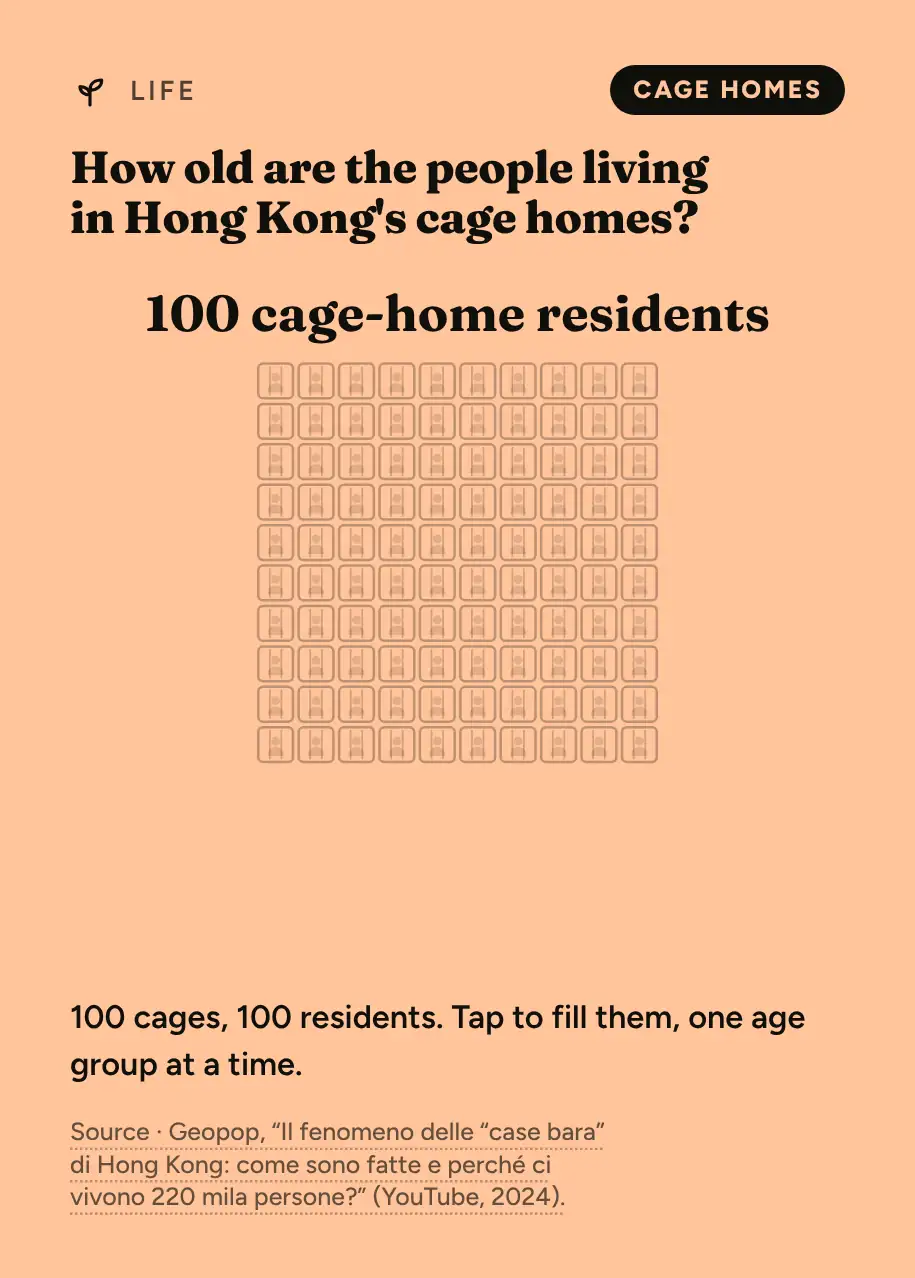 LIFE
CAGE HOMES
How old are the people living
in Hong Kong's cage homes?
100 cage-home residents
100 cages, 100 residents. Tap to fill them, one age
group at a time.
Source · Geopop, “Il fenomeno delle “case bara”
di Hong Kong: come sono fatte e perché ci
vivono 220 mila persone?” (YouTube, 2024).